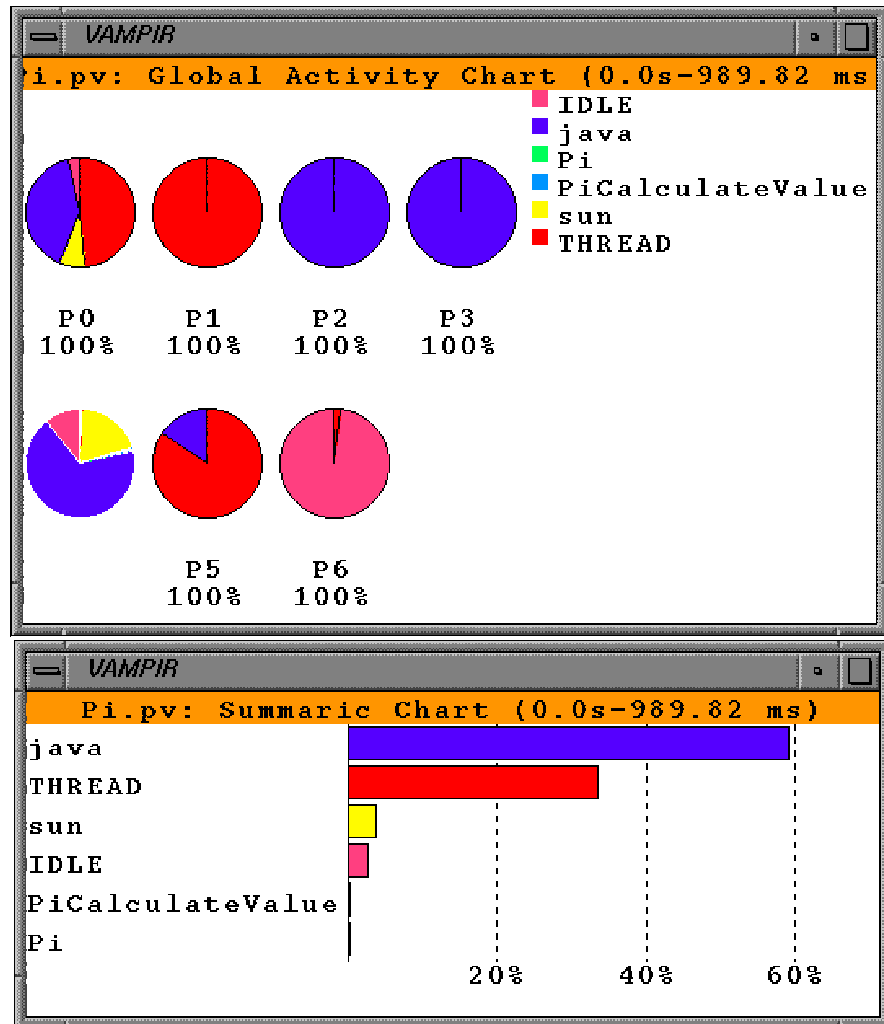 VAMPIR
i.pv: Global Activity Chart (0.0s-989.82 ms
IDLE
java
Pi
PiCalculateValue
sun
THREAD
P0 P1 P2 P3
100% 100% 100% 100%
P5 P6
100% 100%
VAMPIR
Pi.pv: Summaric Chart (0.0s-989.82 ms)
java
THREAD
sun
IDLE
PiCalculateValue
Pi
20% 40% 60%